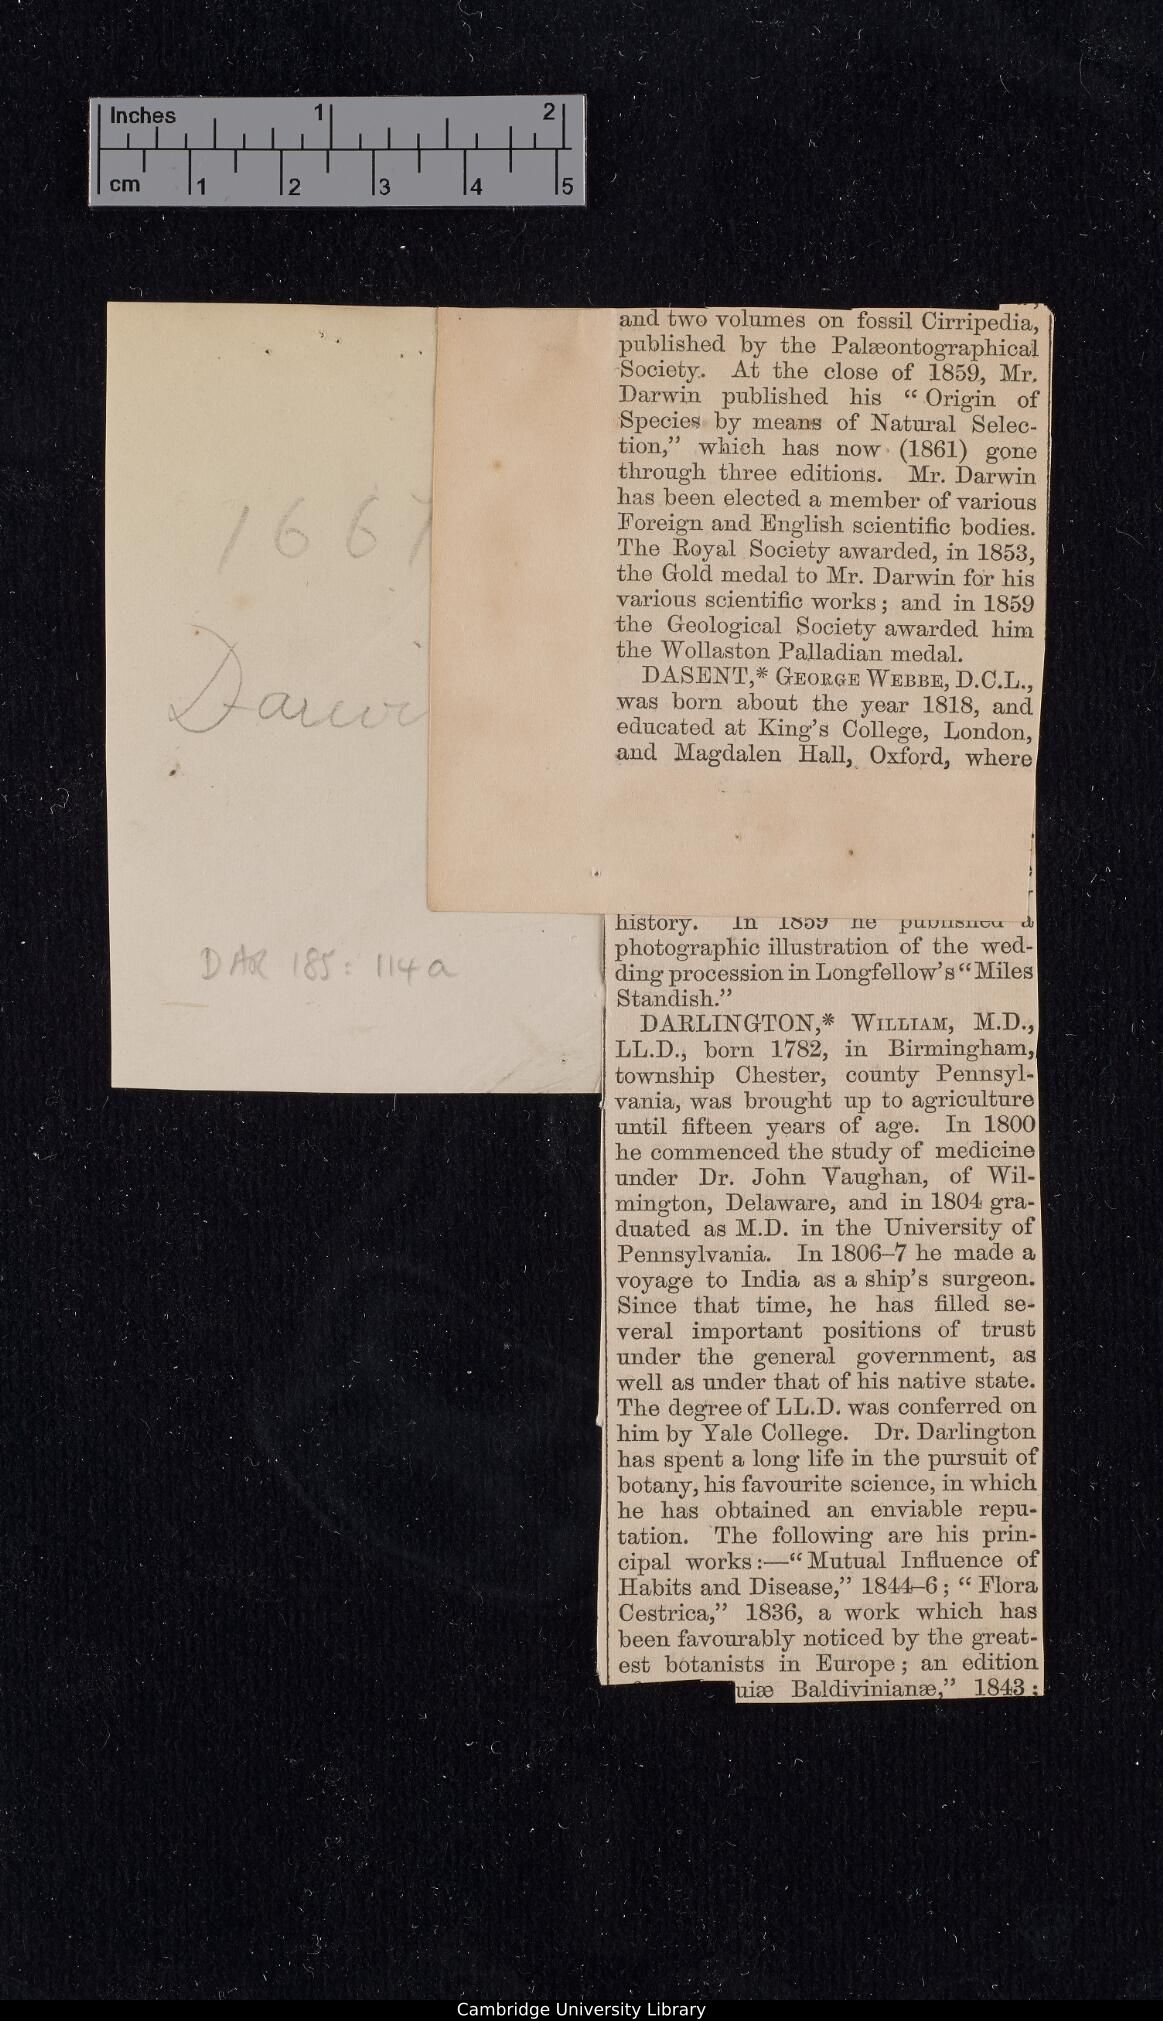 Inches 1 2
cm 1 2 3 4 5
1667
DAR 185: 114a
and two volumes on fossil Cirripedia,
published by the Palæontographical
Society. At the close of 1859, Mr.
Darwin published his “Origin of
Species by means of Natural Selec-
tion,” which has now (1861) gone
through three editions. Mr. Darwin
has been elected a member of various
Foreign and English scientific bodies.
The Royal Society awarded, in 1853,
the Gold medal to Mr. Darwin for his
various scientific works; and in 1859
the Geological Society awarded him
the Wollaston Palladian medal.
DASENT,* GEORGE WEBBE, D.C.L.,
was born about the year 1818, and
educated at King's College, London,
and Magdalen Hall, Oxford, where
history. In 1859 he published a
photographic illustration of the wed-
ding procession in Longfellow's “Miles
Standish.”
DARLINGTON,* WILLIAM, M.D.,
LL.D., born 1782, in Birmingham,
township Chester, county Pennsyl-
vania, was brought up to agriculture
until fifteen years of age. In 1800
he commenced the study of medicine
under Dr. John Vaughan, of Wil-
mington, Delaware, and in 1804 gra-
duated as M.D. in the University of
Pennsylvania. In 1806–7 he made a
voyage to India as a ship's surgeon.
Since that time, he has filled se-
veral important positions of trust
under the general government, as
well as under that of his native state.
The degree of LL.D. was conferred on
him by Yale College. Dr. Darlington
has spent a long life in the pursuit of
botany, his favourite science, in which
he has obtained an enviable repu-
tation. The following are his prin-
cipal works:—“Mutual Influence of
Habits and Disease,” 1844–6; “Flora
Cestrica,” 1836, a work which has
been favourably noticed by the great-
est botanists in Europe; an edition
uiæ Baldivinianæ,” 1843;
Cambridge University Library